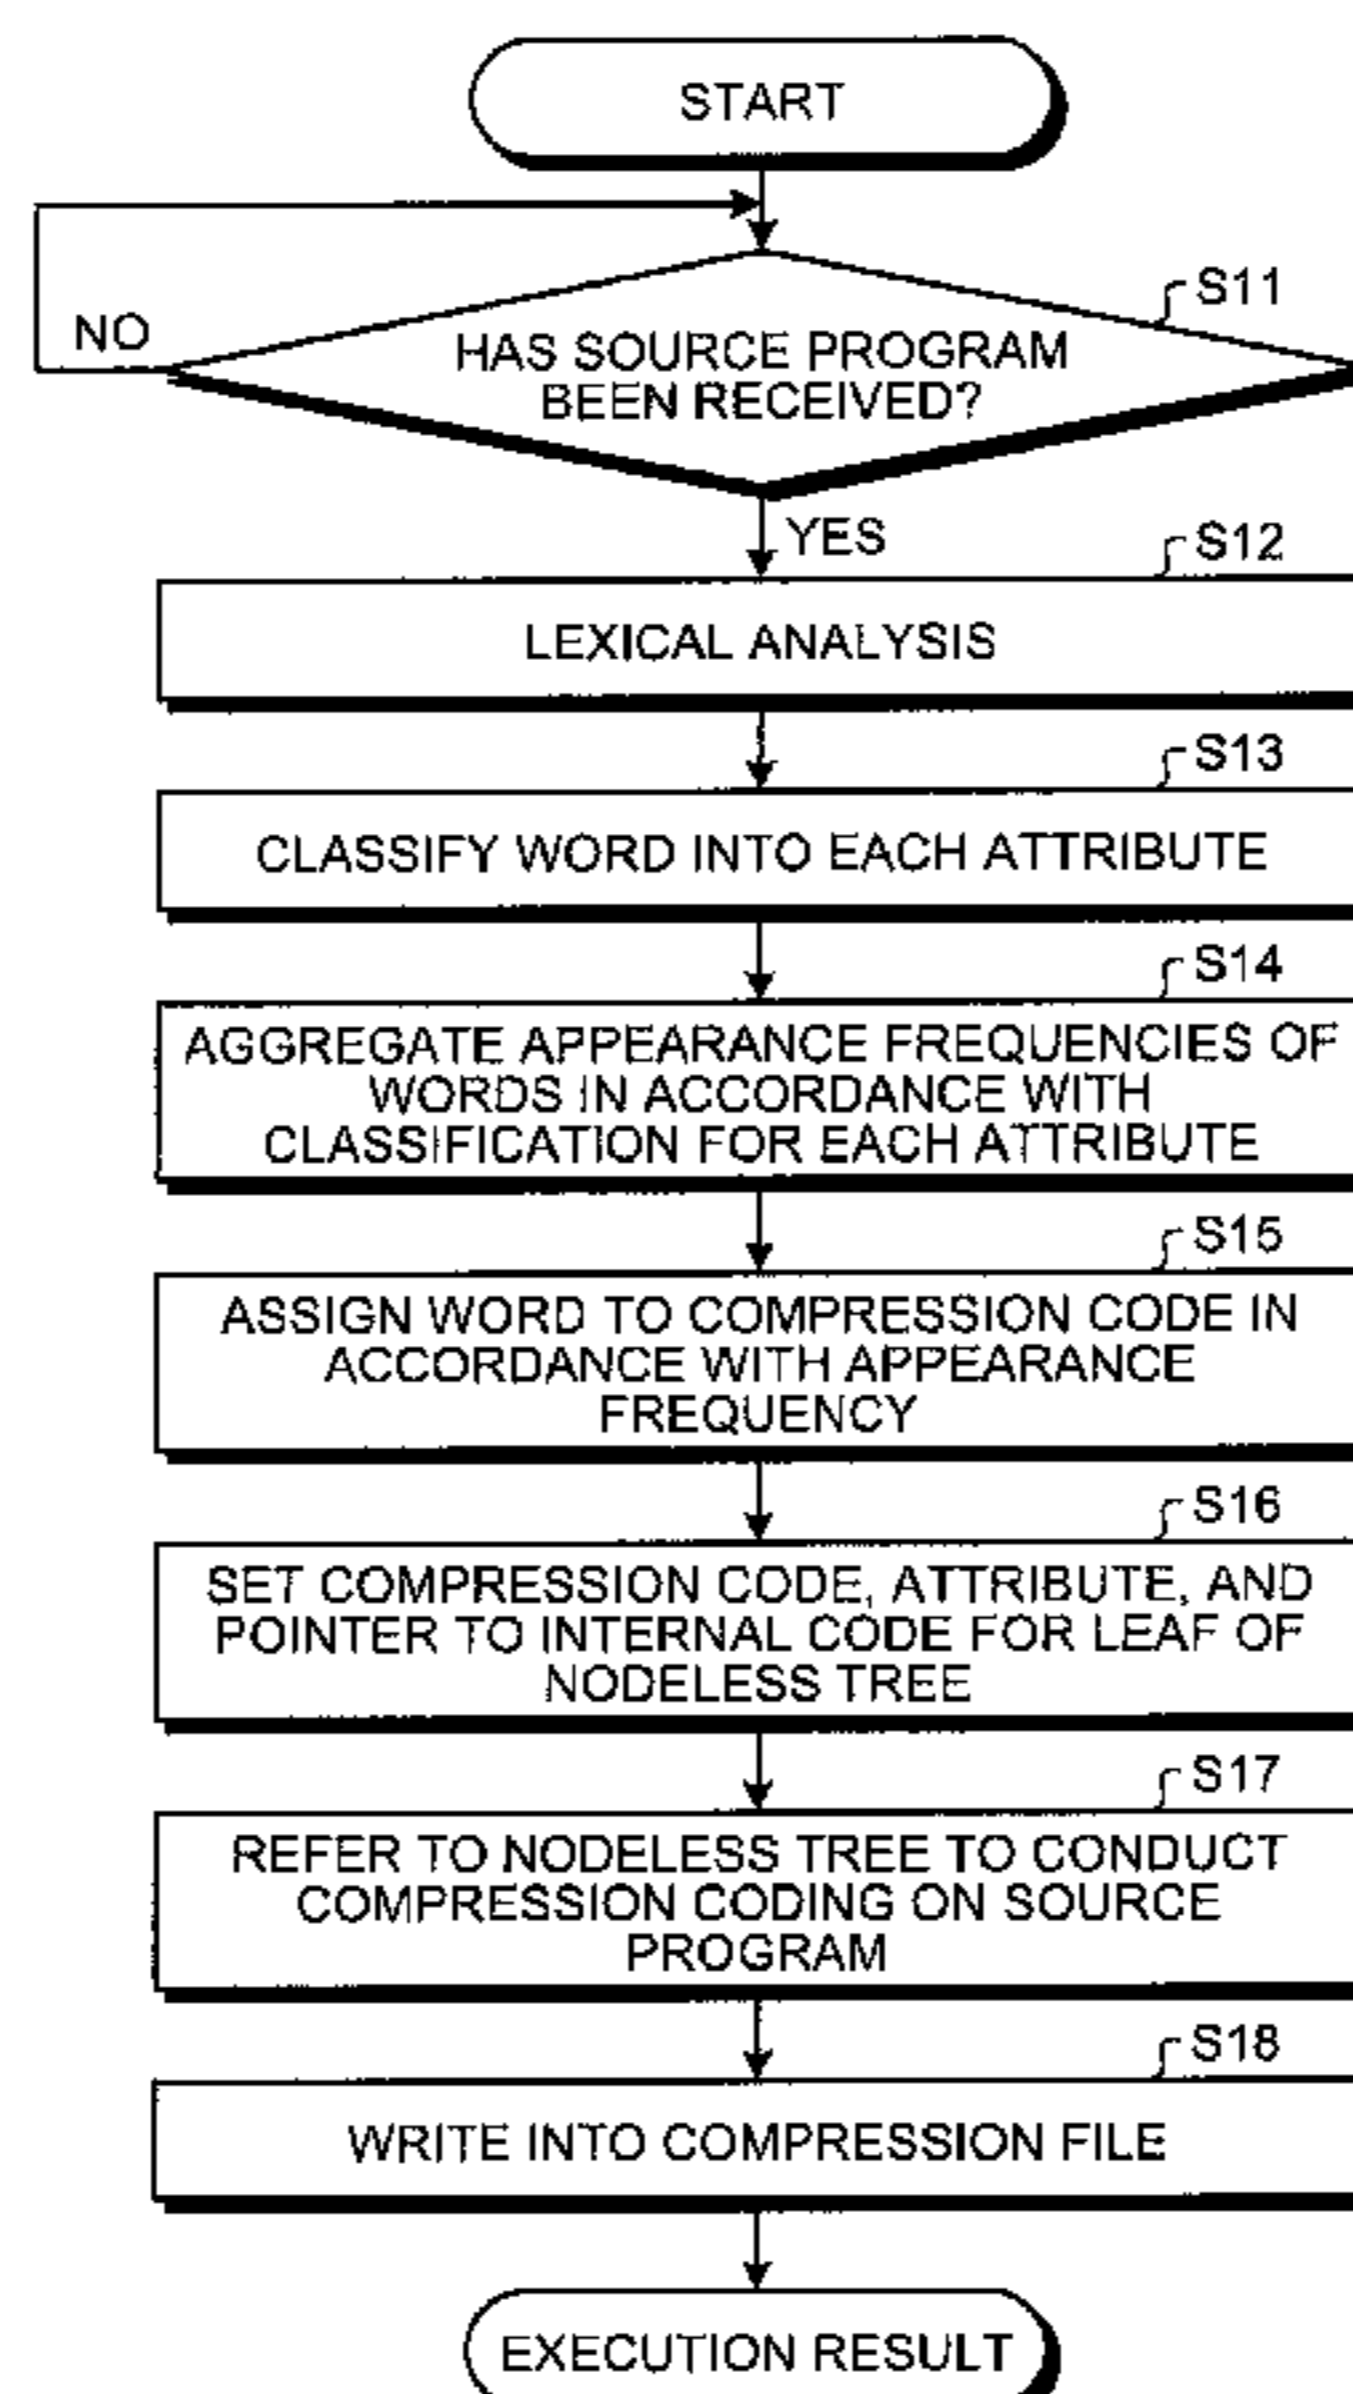 START
S11
NO
HAS SOURCE PROGRAM
BEEN RECEIVED?
YES
S12
LEXICAL ANALYSIS
S13
CLASSIFY WORD INTO EACH ATTRIBUTE
S14
AGGREGATE APPEARANCE FREQUENCIES OF
WORDS IN ACCORDANCE WITH
CLASSIFICATION FOR EACH ATTRIBUTE
S15
ASSIGN WORD TO COMPRESSION CODE IN
ACCORDANCE WITH APPEARANCE
FREQUENCY
S16
SET COMPRESSION CODE, ATTRIBUTE, AND
POINTER TO INTERNAL CODE FOR LEAF OF
NODELESS TREE
S17
REFER TO NODELESS TREE TO CONDUCT
COMPRESSION CODING ON SOURCE
PROGRAM
S18
WRITE INTO COMPRESSION FILE
EXECUTION RESULT